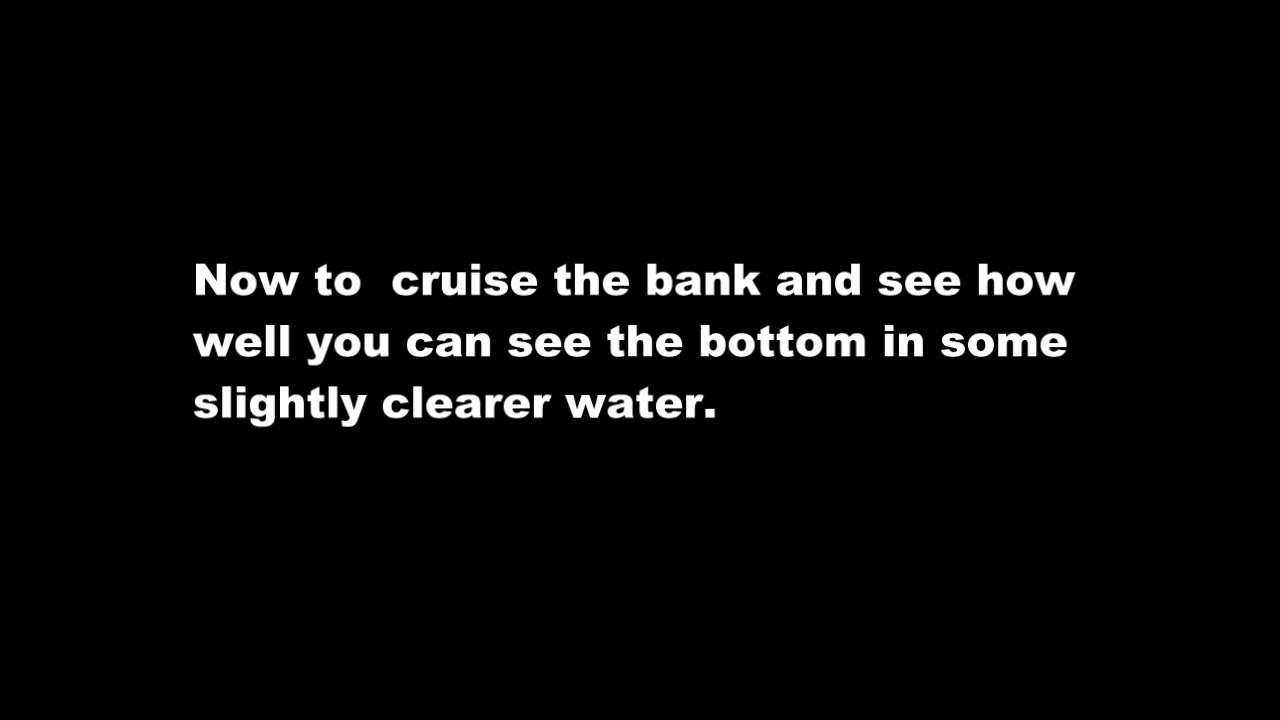 Now to  cruise the bank and see how
well you can see the bottom in some
slightly clearer water.